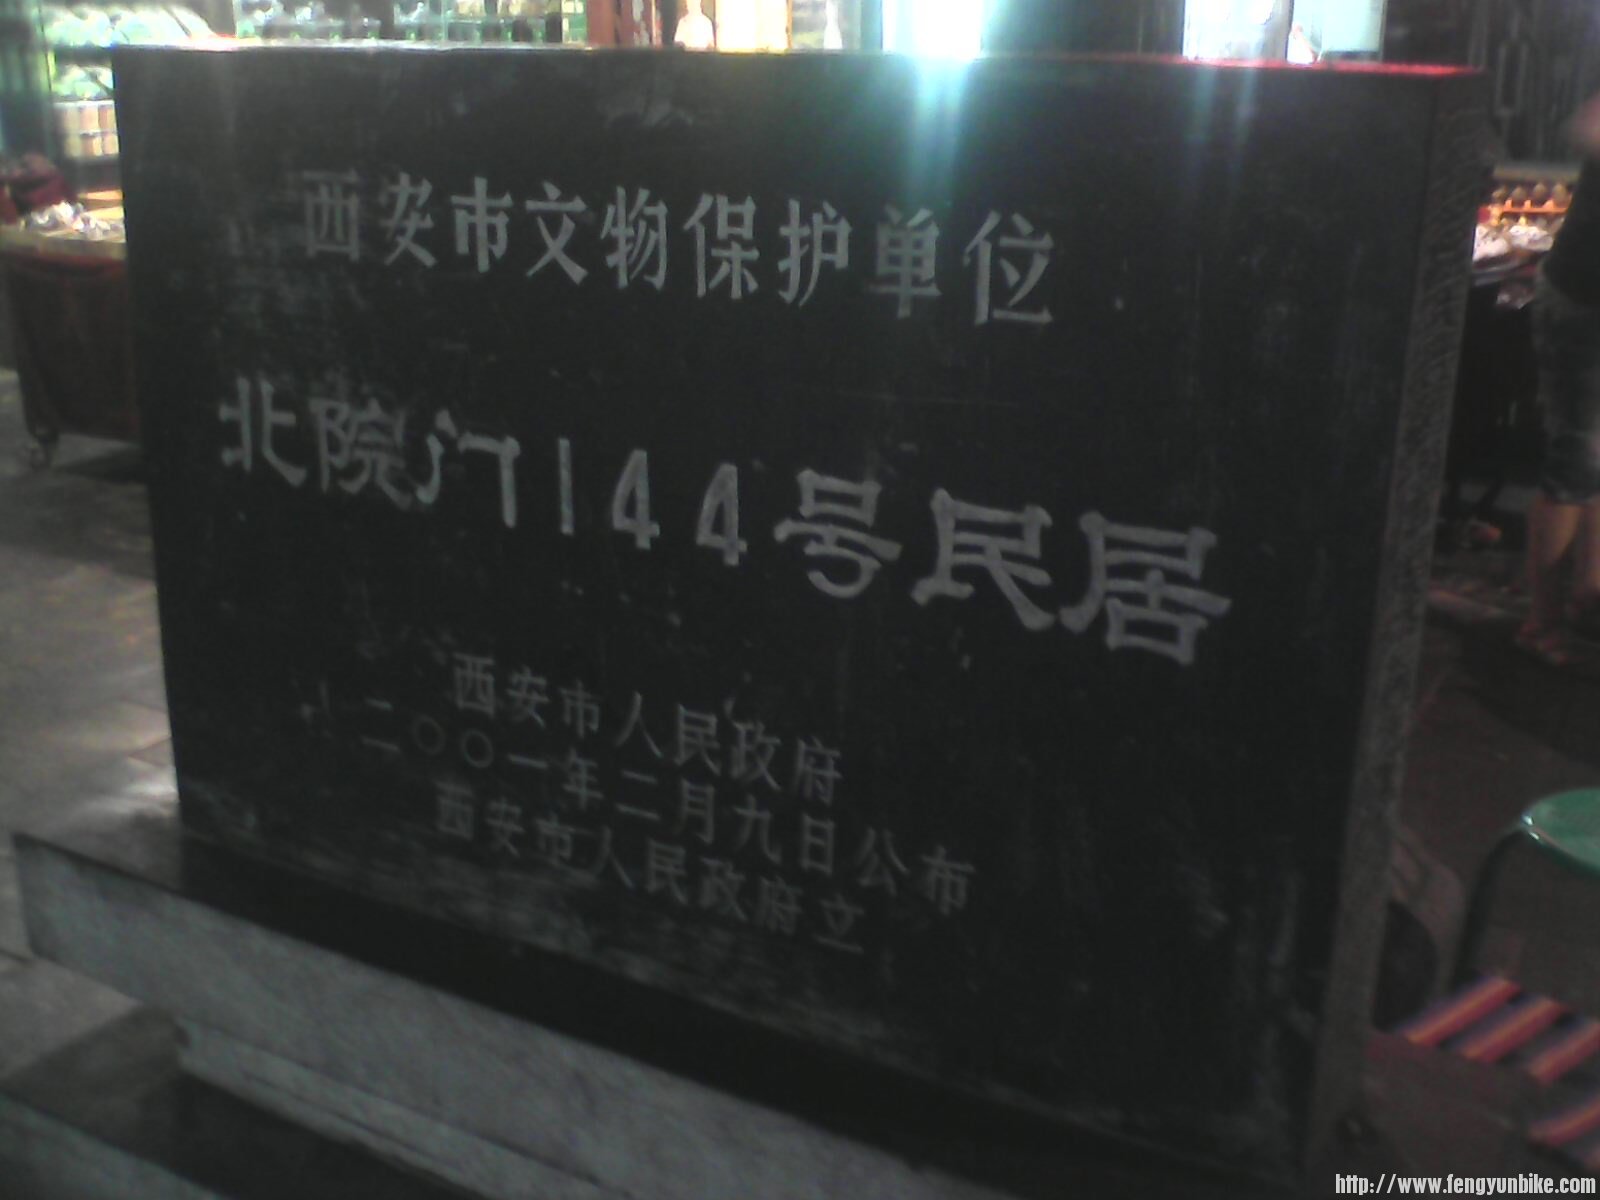 西安市文物保护单位
北院门144号民居
西安市人民政府
二〇〇一年二月九日公布
西安市人民政府立
http://www.fengyunbike.com